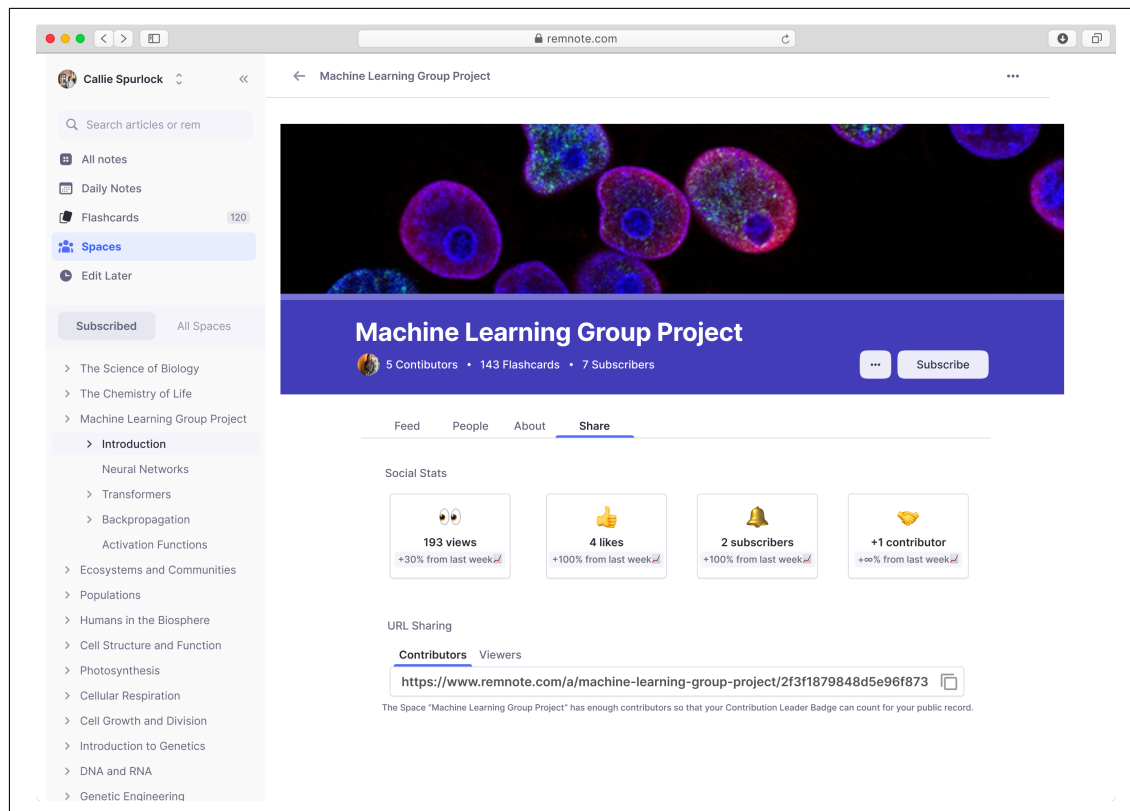 remnote.com
Callie Spurlock
Machine Learning Group Project
Search articles or rem
All notes
Daily Notes
Flashcards 120
Spaces
Edit Later
Subscribed All Spaces
The Science of Biology
The Chemistry of Life
Machine Learning Group Project
Introduction
Neural Networks
Transformers
Backpropagation
Activation Functions
Ecosystems and Communities
Populations
Humans in the Biosphere
Cell Structure and Function
Photosynthesis
Cellular Respiration
Cell Growth and Division
Introduction to Genetics
DNA and RNA
Genetic Engineering
Machine Learning Group Project
5 Contibutors • 143 Flashcards • 7 Subscribers
Subscribe
Feed People About Share
Social Stats
193 views
+30% from last week
4 likes
+100% from last week
2 subscribers
+100% from last week
+1 contributor
+∞% from last week
URL Sharing
Contributors Viewers
https://www.remnote.com/a/machine-learning-group-project/2f3f1879848d5e96f873
The Space "Machine Learning Group Project" has enough contributors so that your Contribution Leader Badge can count for your public record.